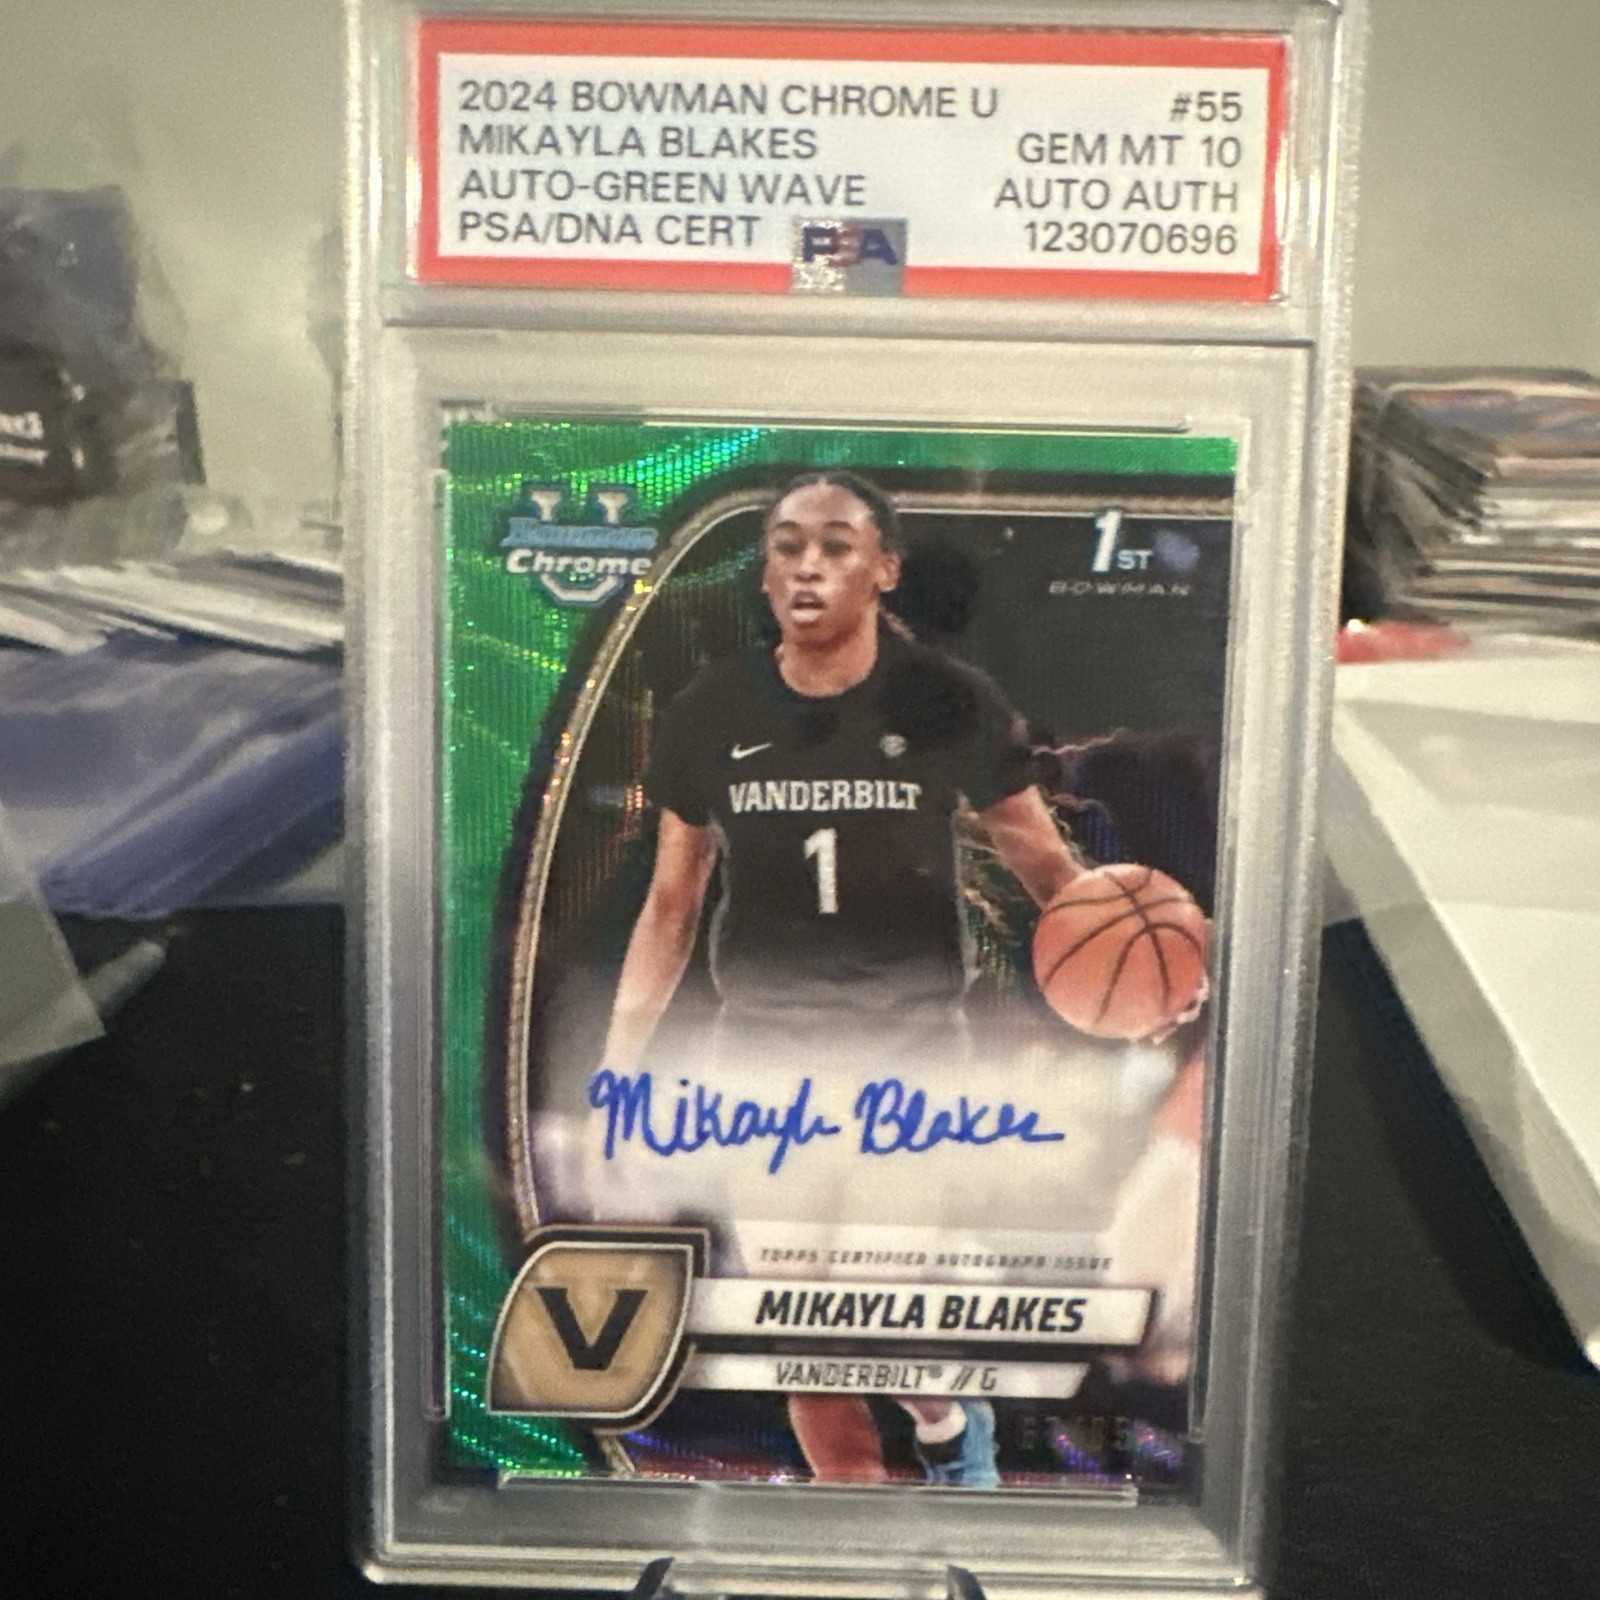 2024 BOWMAN CHROME U #55
MIKAYLA BLAKES GEM MT 10
AUTO-GREEN WAVE AUTO AUTH
PSA/DNA CERT PSA 123070696
U
Bowman
Chrome
1ST
BOWMAN
VANDERBILT
1
Mikayla Blakes
TOPPS CERTIFIED AUTOGRAPH ISSUE
V
MIKAYLA BLAKES
VANDERBILT® // G